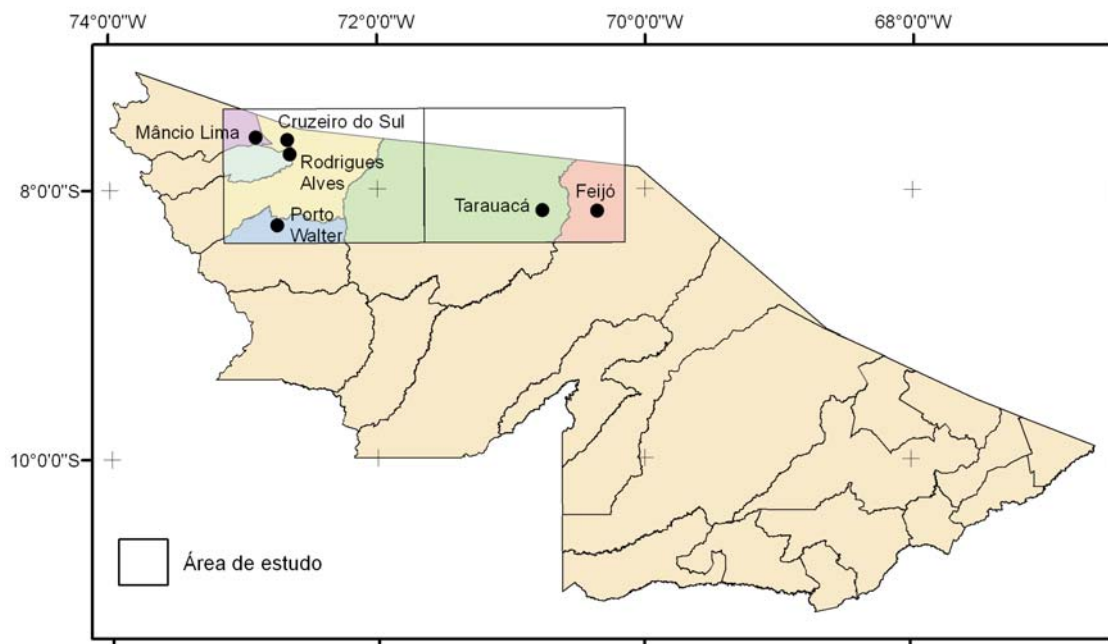 74°0'0"W
72°0'0"W
70°0'0"W
68°0'0"W
Cruzeiro do Sul
Mâncio Lima
Rodrigues
Alves
8°0'0"S
Feijó
Tarauacá
Porto
Walter
10°0'0"S
Área de estudo